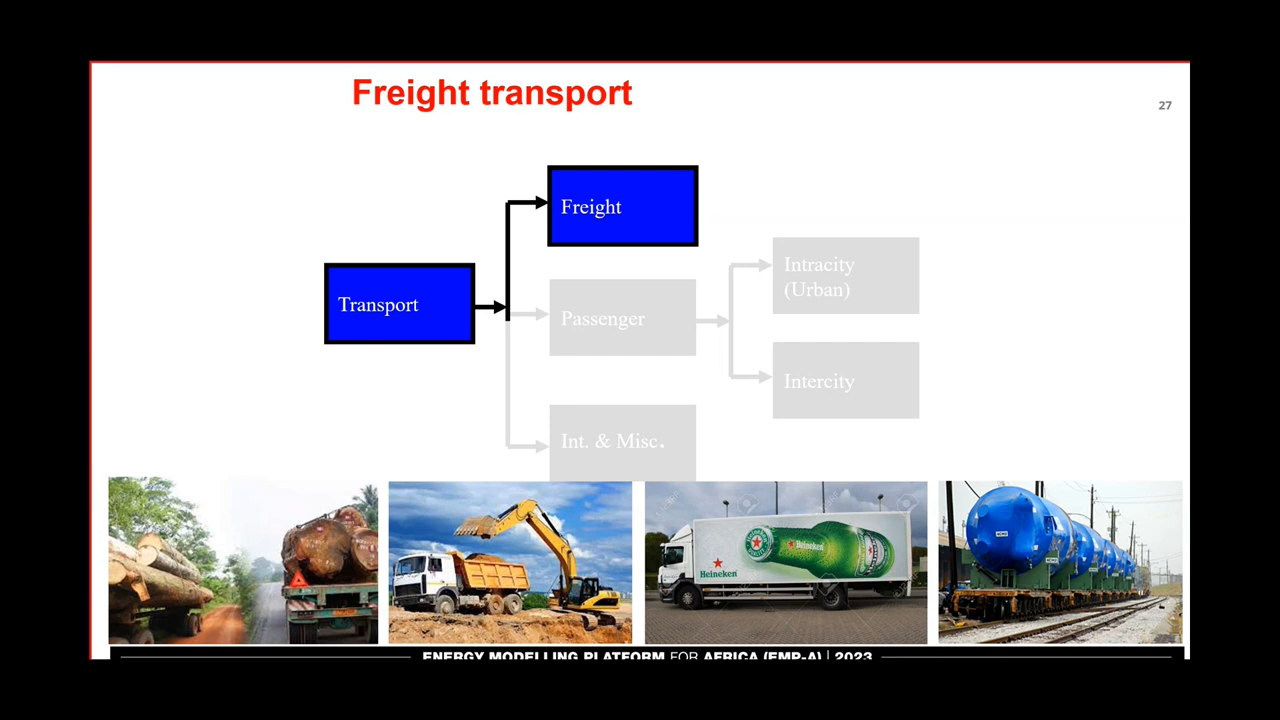 Freight transport
27
Freight
Transport
Intracity
(Urban)
Passenger
Intercity
Int. & Misc.
Heineken
Heineken
ENERGY MODELLING PLATFORM FOR AFRICA (EMP-A) | 2023